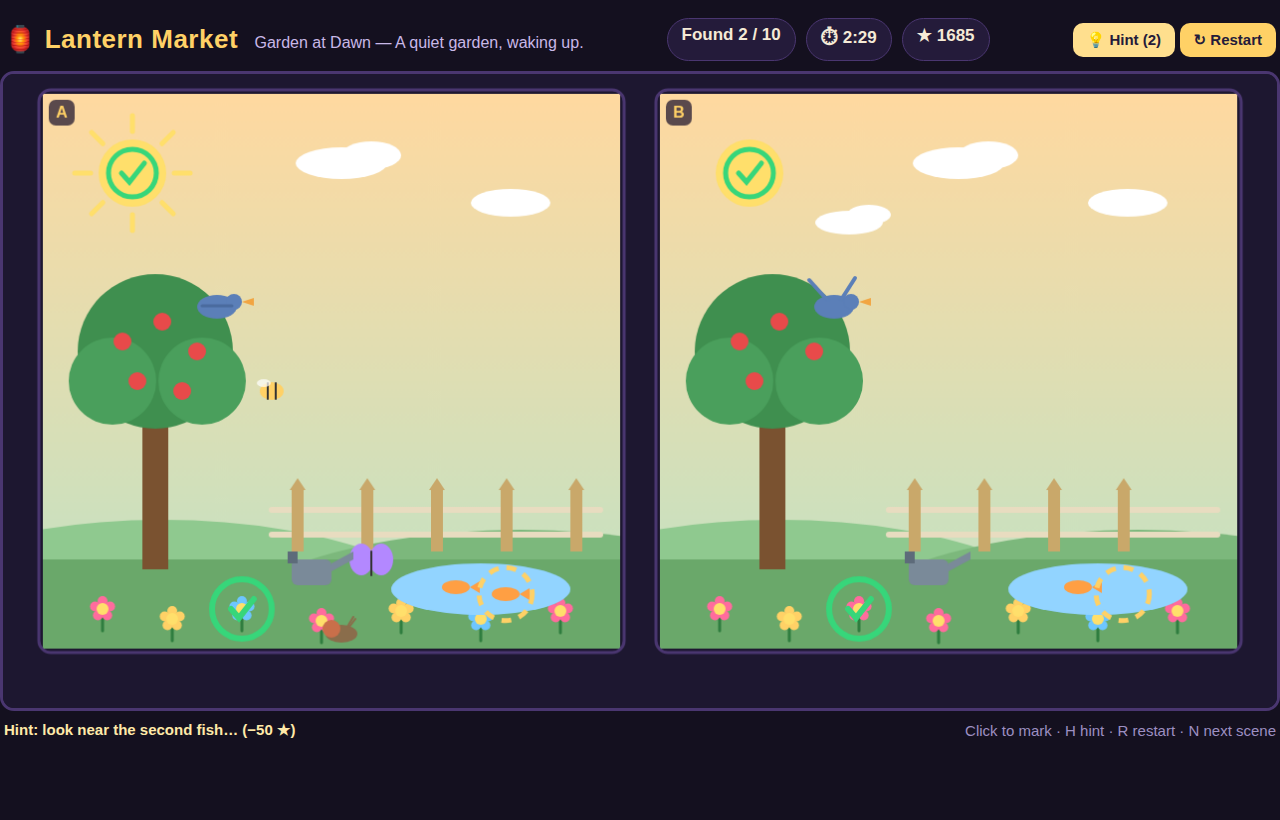 🏮 Lantern Market Garden at Dawn — A quiet garden, waking up. Found 2 / 10 ⏱ 2:29 ★ 1685 💡 Hint (2) ↻ Restart
A B
Hint: look near the second fish… (−50 ★) Click to mark · H hint · R restart · N next scene